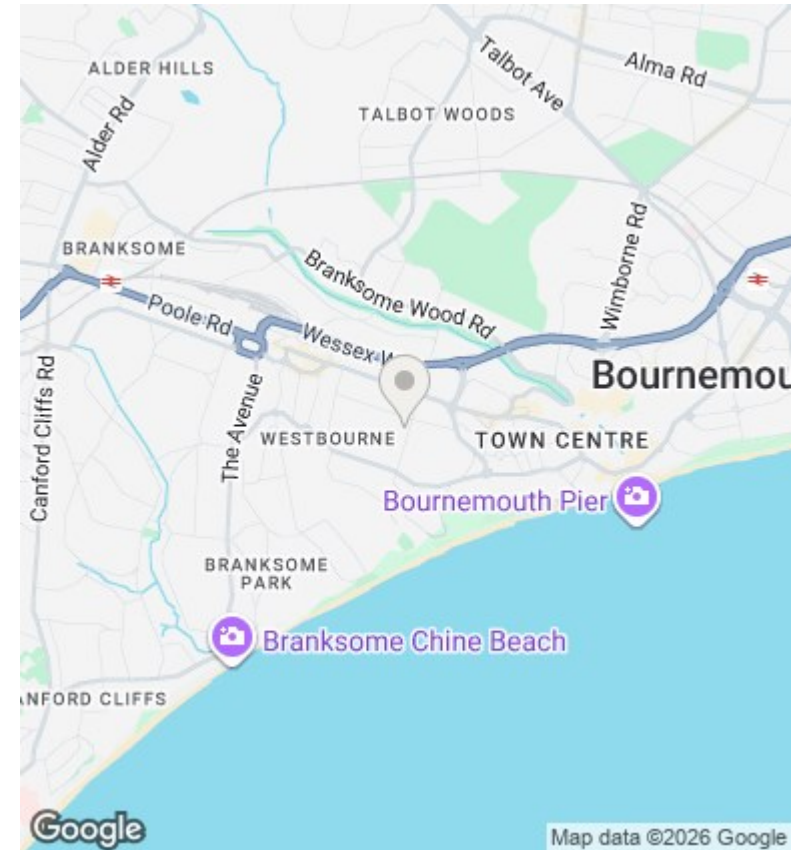 ALDER HILLS
Talbot Ave
Alma Rd
Alder Rd
TALBOT WOODS
BRANKSOME
Wimborne Rd
Branksome Wood Rd
Poole Rd
Wessex W
Bournemou
Canford Cliffs Rd
The Avenue
WESTBOURNE
TOWN CENTRE
Bournemouth Pier
BRANKSOME
PARK
Branksome Chine Beach
ANFORD CLIFFS
Google
Map data ©2026 Google